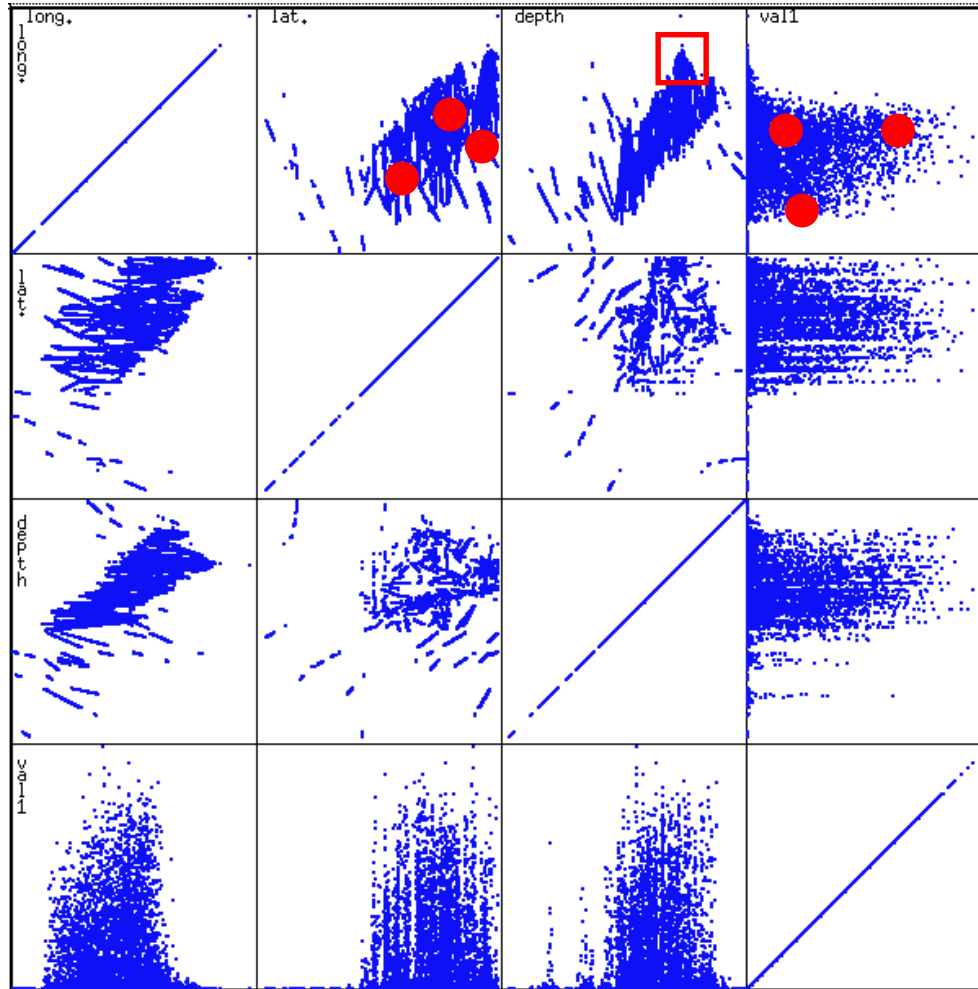 long.
lat.
depth
val1
long.
lat.
depth
val1